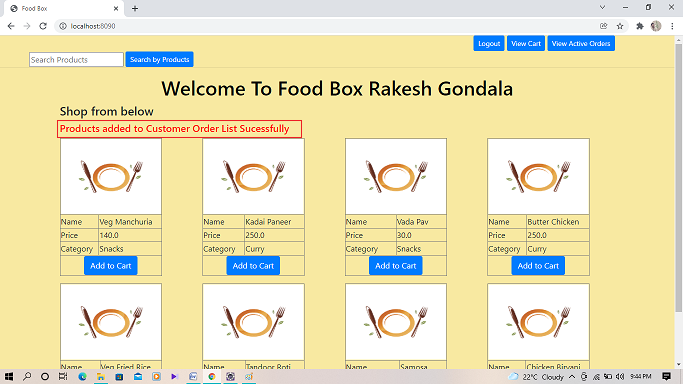 Food Box
localhost:8090
Logout View Cart View Active Orders
Search Products Search by Products
Welcome To Food Box Rakesh Gondala
Shop from below
Products added to Customer Order List Sucessfully
Name Veg Manchuria Name Kadai Paneer Name Vada Pav Name Butter Chicken
Price 140.0 Price 250.0 Price 30.0 Price 250.0
Category Snacks Category Curry Category Snacks Category Curry
Add to Cart Add to Cart Add to Cart Add to Cart
Name Veg Fried Rice Name Tandoor Roti Name Samosa Name Chicken Biryani
22°C Cloudy 9:44 PM